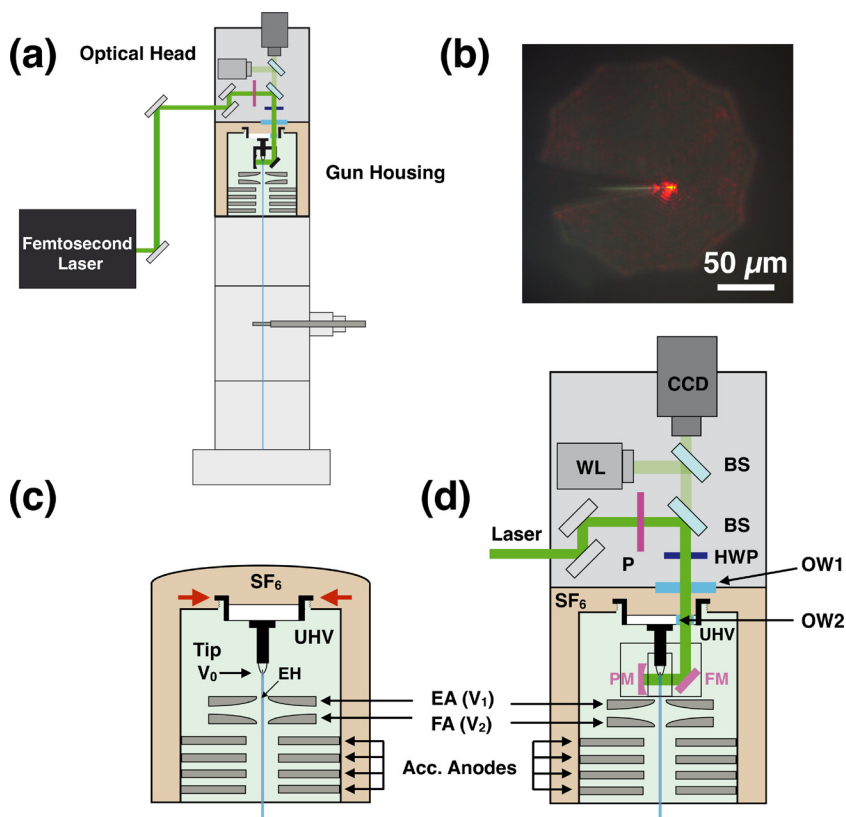 (a)
Optical Head
Gun Housing
Femtosecond
Laser
(b)
50 µm
(c)
SF6
UHV
Tip
V0
EH
EA (V1)
FA (V2)
Acc. Anodes
(d)
CCD
WL
BS
BS
Laser
P
HWP
OW1
SF6
OW2
UHV
PM
FM